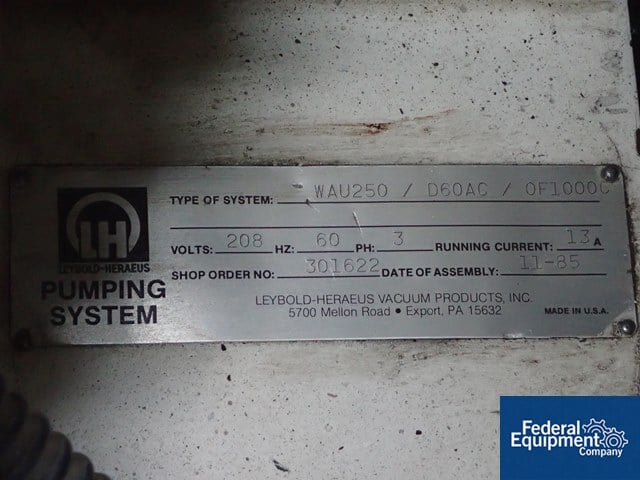 TYPE OF SYSTEM: WAU250 / D60AC / OF1000C
LH
LEYBOLD-HERAEUS
PUMPING
SYSTEM
VOLTS: 208 HZ: 60 PH: 3 RUNNING CURRENT: 13 A
SHOP ORDER NO: 301622 DATE OF ASSEMBLY: 11-85
LEYBOLD-HERAEUS VACUUM PRODUCTS, INC.
5700 Mellon Road • Export, PA 15632
MADE IN U.S.A.
Federal
Equipment
Company